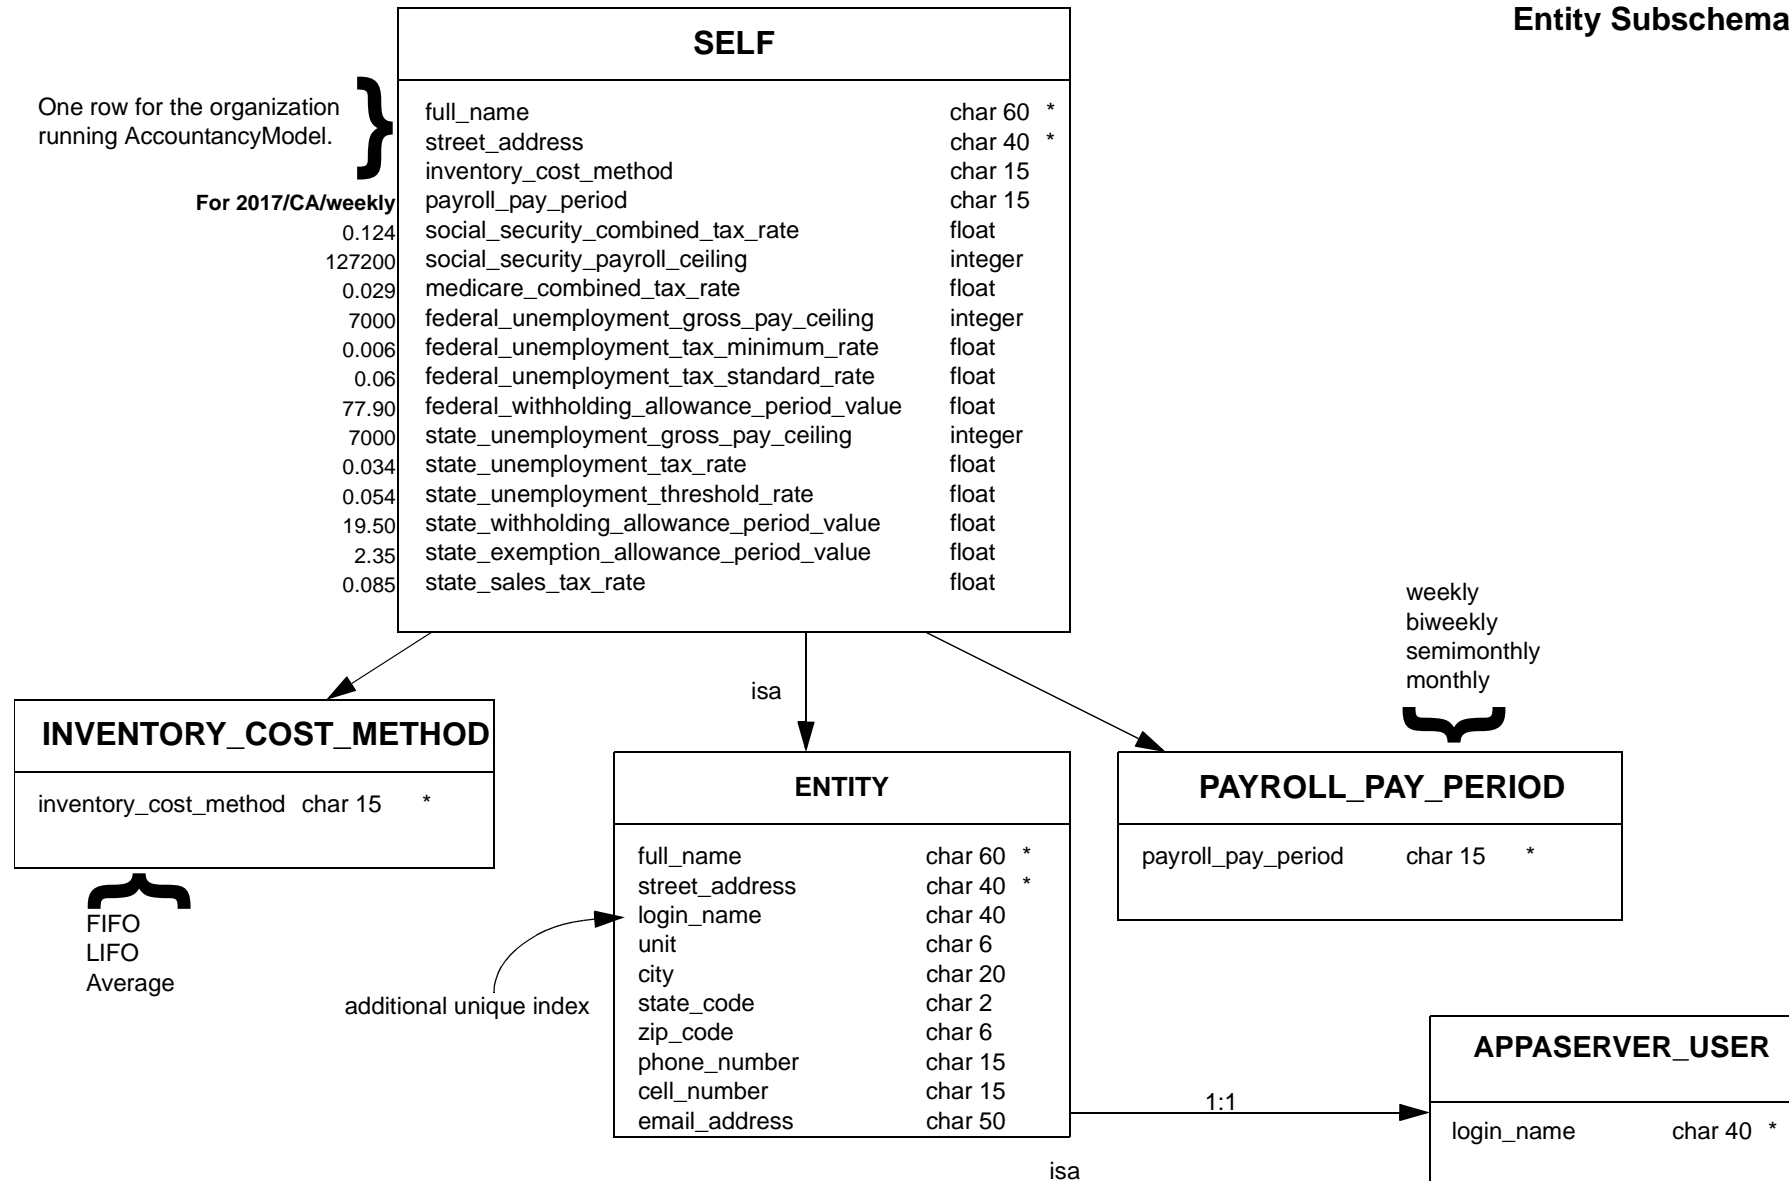 Entity Subschema
SELF
One row for the organization
running AccountancyModel.
full_name char 60 *
street_address char 40 *
inventory_cost_method char 15
For 2017/CA/weekly payroll_pay_period char 15
0.124 social_security_combined_tax_rate float
127200 social_security_payroll_ceiling integer
0.029 medicare_combined_tax_rate float
7000 federal_unemployment_gross_pay_ceiling integer
0.006 federal_unemployment_tax_minimum_rate float
0.06 federal_unemployment_tax_standard_rate float
77.90 federal_withholding_allowance_period_value float
7000 state_unemployment_gross_pay_ceiling integer
0.034 state_unemployment_tax_rate float
0.054 state_unemployment_threshold_rate float
19.50 state_withholding_allowance_period_value float
2.35 state_exemption_allowance_period_value float
0.085 state_sales_tax_rate float
weekly
biweekly
semimonthly
monthly
isa
INVENTORY_COST_METHOD
inventory_cost_method char 15 *
FIFO
LIFO
Average
ENTITY
full_name char 60 *
street_address char 40 *
login_name char 40
unit char 6
city char 20
state_code char 2
zip_code char 6
phone_number char 15
cell_number char 15
email_address char 50
additional unique index
PAYROLL_PAY_PERIOD
payroll_pay_period char 15 *
1:1
isa
APPASERVER_USER
login_name char 40 *